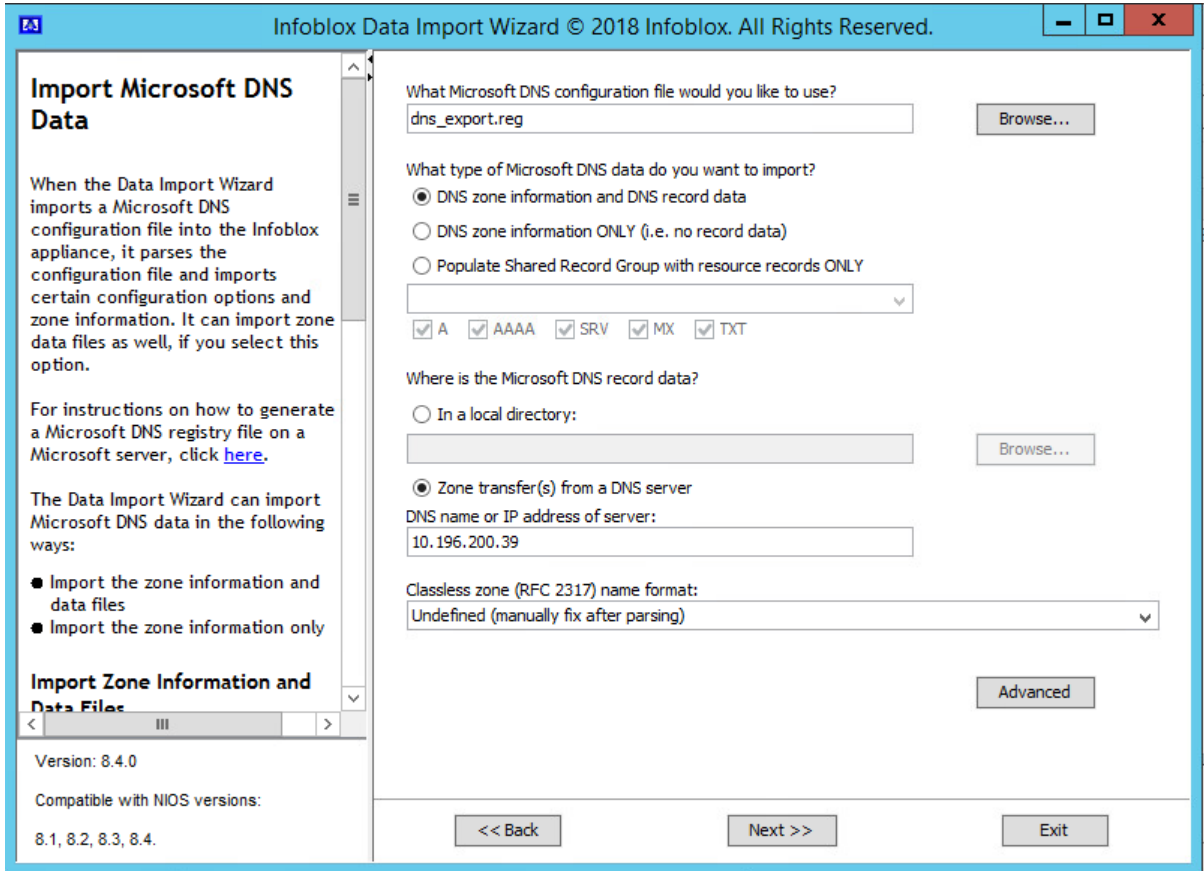 Infoblox Data Import Wizard © 2018 Infoblox. All Rights Reserved.
Import Microsoft DNS
Data
When the Data Import Wizard
imports a Microsoft DNS
configuration file into the Infoblox
appliance, it parses the
configuration file and imports
certain configuration options and
zone information. It can import zone
data files as well, if you select this
option.
For instructions on how to generate
a Microsoft DNS registry file on a
Microsoft server, click here.
The Data Import Wizard can import
Microsoft DNS data in the following
ways:
Import the zone information and
data files
Import the zone information only
Import Zone Information and
Data Files
Version: 8.4.0
Compatible with NIOS versions:
8.1, 8.2, 8.3, 8.4.
What Microsoft DNS configuration file would you like to use?
dns_export.reg
Browse...
What type of Microsoft DNS data do you want to import?
DNS zone information and DNS record data
DNS zone information ONLY (i.e. no record data)
Populate Shared Record Group with resource records ONLY
A AAAA SRV MX TXT
Where is the Microsoft DNS record data?
In a local directory:
Browse...
Zone transfer(s) from a DNS server
DNS name or IP address of server:
10.196.200.39
Classless zone (RFC 2317) name format:
Undefined (manually fix after parsing)
Advanced
<< Back
Next >>
Exit